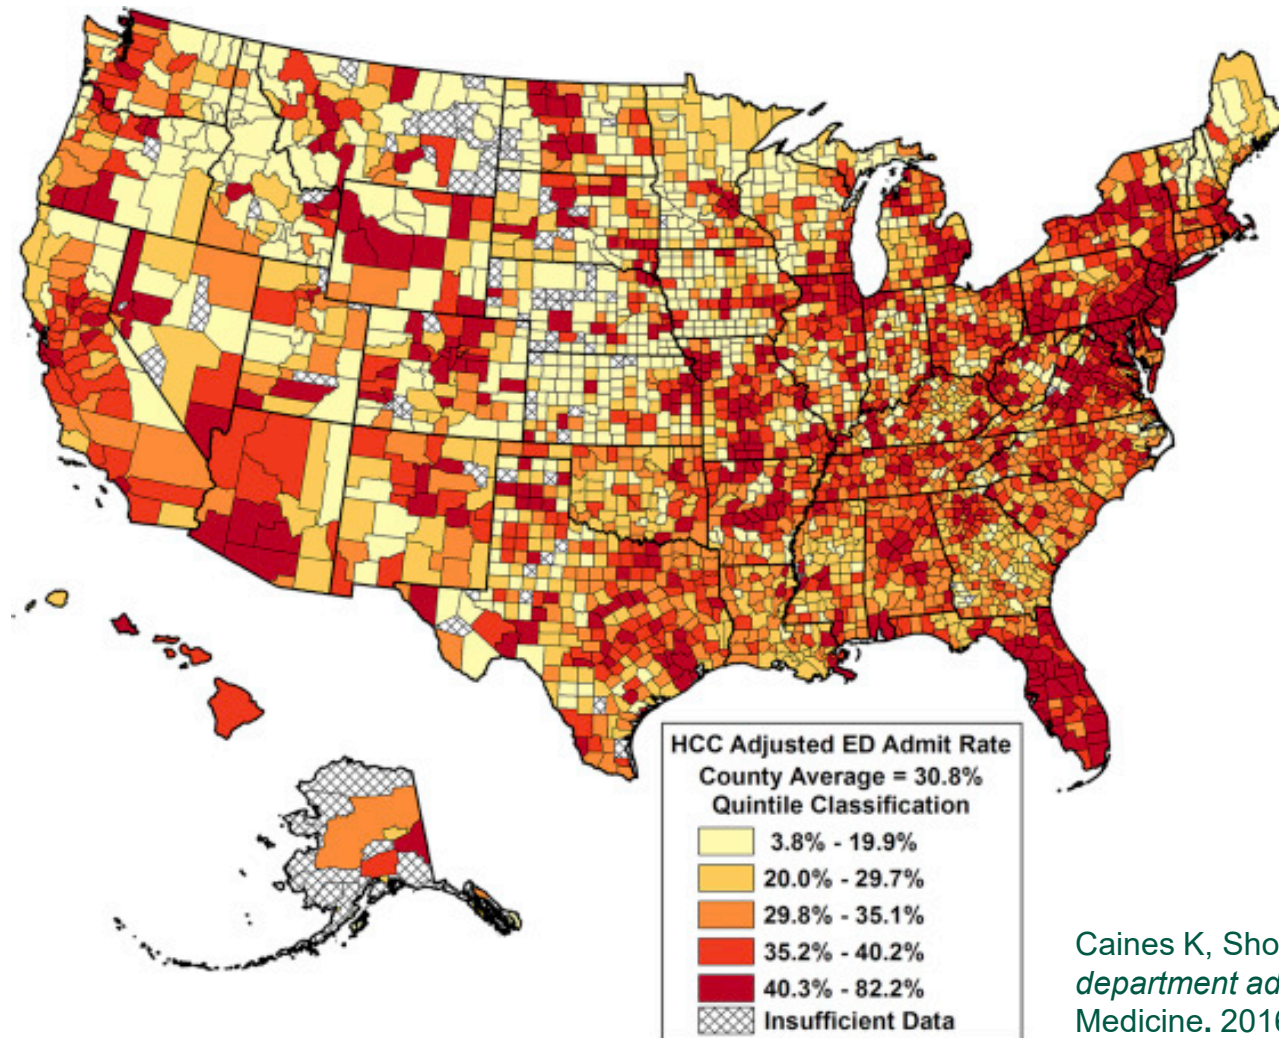 HCC Adjusted ED Admit Rate
County Average = 30.8%
Quintile Classification
3.8% - 19.9%
20.0% - 29.7%
29.8% - 35.1%
35.2% - 40.2%
40.3% - 82.2%
Insufficient Data
Caines K, Sho
department ad
Medicine. 2016